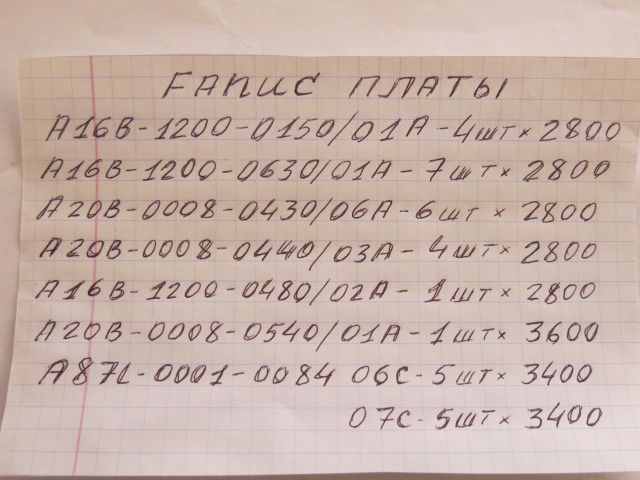 FАПИС ПЛАТЫ
A16B-1200-0150/01A - 4шт × 2800
A16B-1200-0630/01A - 7шт × 2800
A20B-0008-0430/06A - 6шт × 2800
A20B-0008-0440/03A - 4шт × 2800
A16B-1200-0480/02A - 1шт × 2800
A20B-0008-0540/01A - 1шт × 3600
A87L-0001-0084 06C - 5шт × 3400
07C - 5шт × 3400